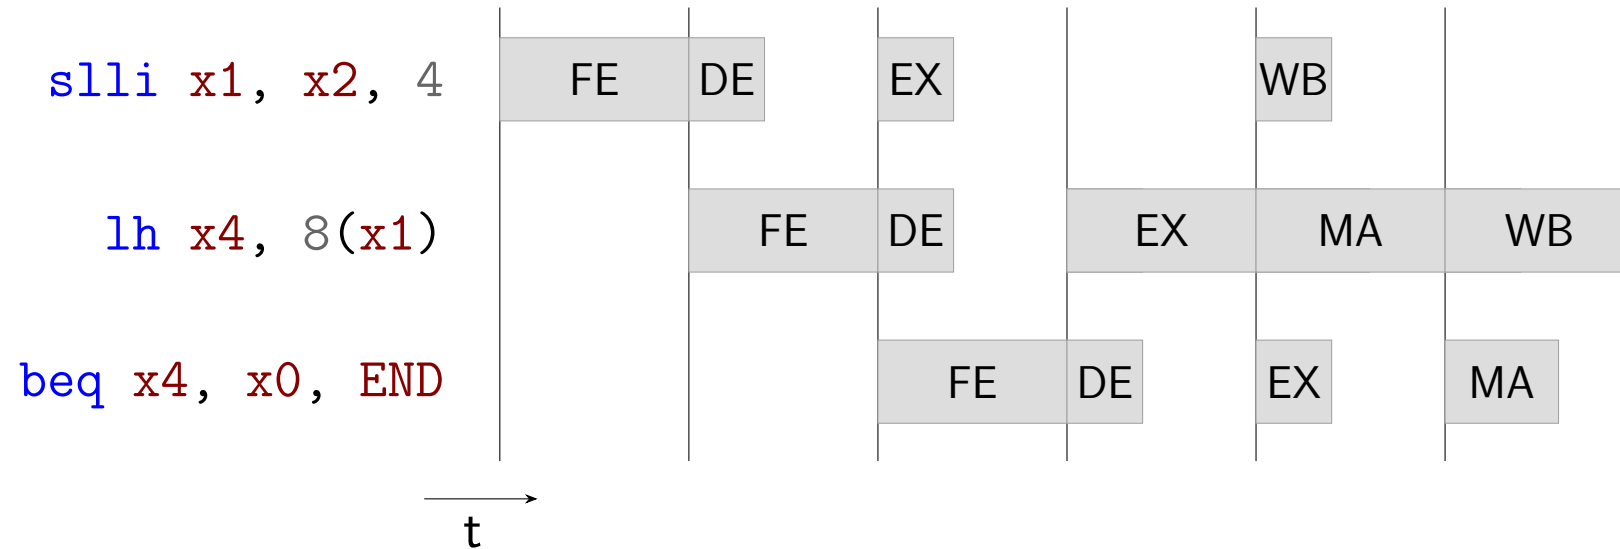 slli x1, x2, 4 FE DE EX WB
lh x4, 8(x1) FE DE EX MA WB
beq x4, x0, END FE DE EX MA
t